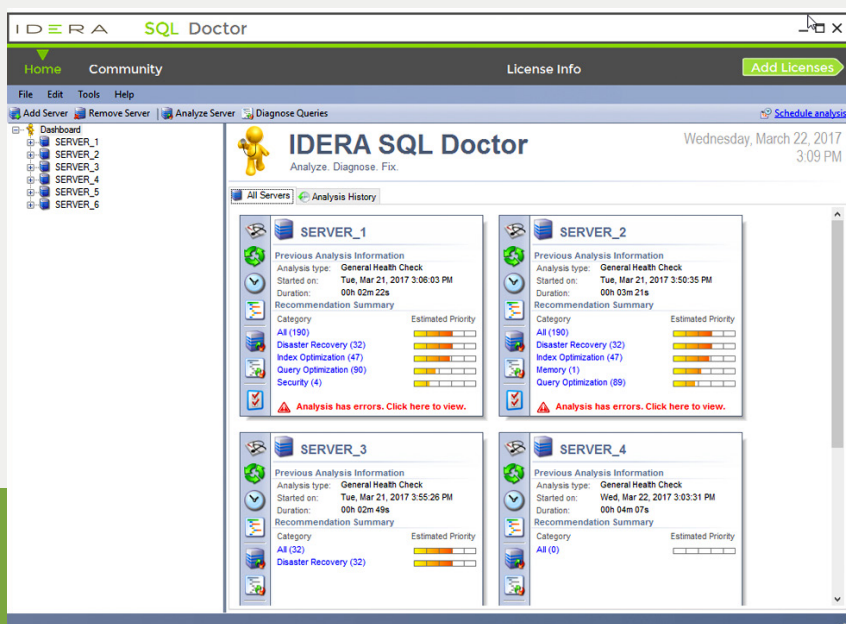 IDERA SQL Doctor
Home Community License Info Add Licenses
File Edit Tools Help
Add Server Remove Server Analyze Server Diagnose Queries Schedule analysis
Dashboard
SERVER_1
SERVER_2
SERVER_3
SERVER_4
SERVER_5
SERVER_6
IDERA SQL Doctor
Analyze. Diagnose. Fix.
Wednesday, March 22, 2017
3:09 PM
All Servers Analysis History
SERVER_1
Previous Analysis Information
Analysis type: General Health Check
Started on: Tue, Mar 21, 2017 3:06:03 PM
Duration: 00h 02m 22s
Recommendation Summary
Category Estimated Priority
All (190)
Disaster Recovery (32)
Index Optimization (47)
Query Optimization (90)
Security (4)
Analysis has errors. Click here to view.
SERVER_2
Previous Analysis Information
Analysis type: General Health Check
Started on: Tue, Mar 21, 2017 3:50:35 PM
Duration: 00h 03m 21s
Recommendation Summary
Category Estimated Priority
All (190)
Disaster Recovery (32)
Index Optimization (47)
Memory (1)
Query Optimization (89)
Analysis has errors. Click here to view.
SERVER_3
Previous Analysis Information
Analysis type: General Health Check
Started on: Tue, Mar 21, 2017 3:55:26 PM
Duration: 00h 02m 49s
Recommendation Summary
Category Estimated Priority
All (32)
Disaster Recovery (32)
SERVER_4
Previous Analysis Information
Analysis type: General Health Check
Started on: Wed, Mar 22, 2017 3:03:31 PM
Duration: 00h 04m 07s
Recommendation Summary
Category Estimated Priority
All (0)